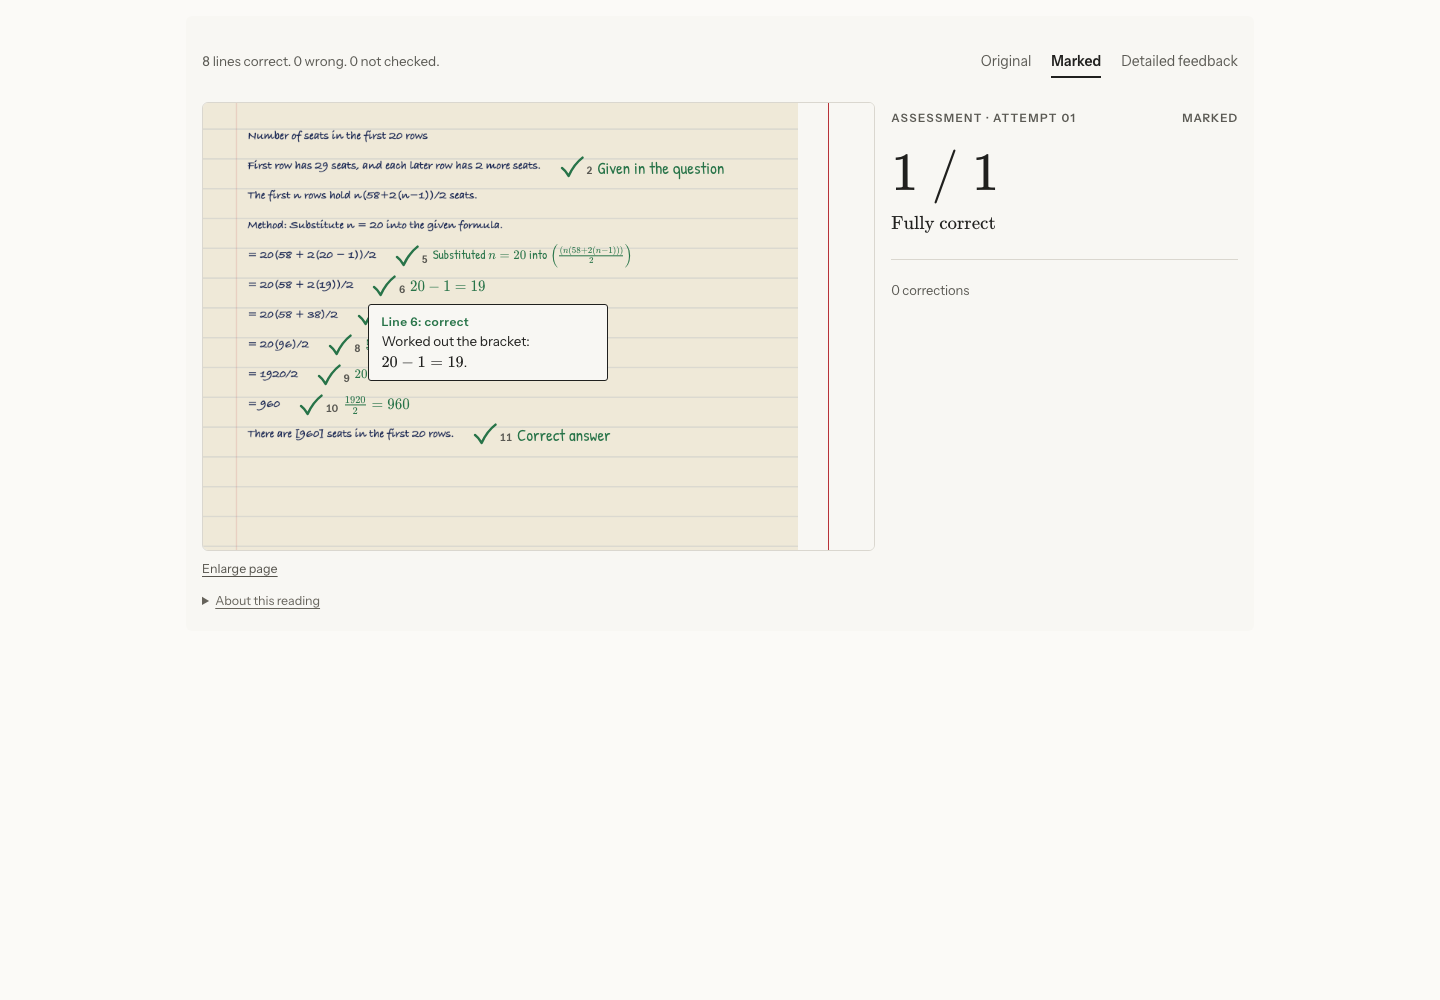 8 lines correct. 0 wrong. 0 not checked.
Original Marked Detailed feedback
Number of seats in the first 20 rows
First row has 29 seats, and each later row has 2 more seats. 2 Given in the question
The first n rows hold n(58+2(n−1))/2 seats.
Method: Substitute n = 20 into the given formula.
= 20(58 + 2(20 − 1))/2 5 Substituted n = 20 into ((n(58+2(n−1)))/2)
= 20(58 + 2(19))/2 6 20 − 1 = 19
= 20(58 + 38)/2
= 20(96)/2 8
= 1920/2 9 20
= 960 10 1920/2 = 960
There are [960] seats in the first 20 rows. 11 Correct answer
Line 6: correct
Worked out the bracket:
20 − 1 = 19.
Enlarge page
About this reading
ASSESSMENT · ATTEMPT 01 MARKED
1 / 1
Fully correct
0 corrections